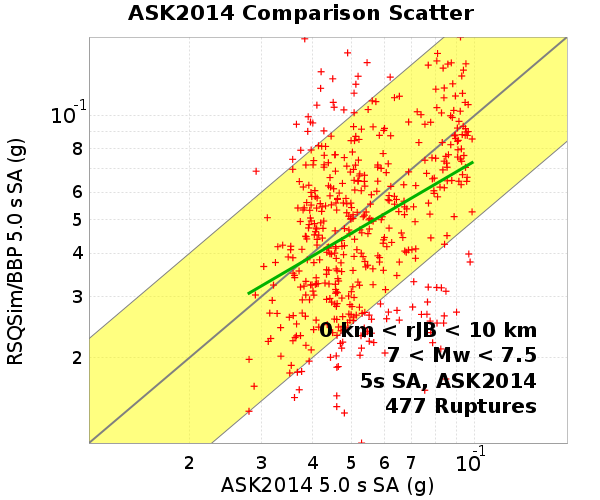 ASK2014 Comparison Scatter
RSQSim/BBP 5.0 s SA (g)
10-1
8
6
5
4
3
2
0 km < rJB < 10 km
7 < Mw < 7.5
5s SA, ASK2014
477 Ruptures
2 3 4 5 6 7 10-1
ASK2014 5.0 s SA (g)